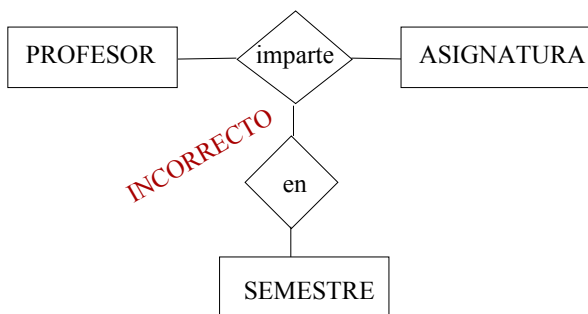 PROFESOR
imparte
ASIGNATURA
INCORRECTO
en
SEMESTRE